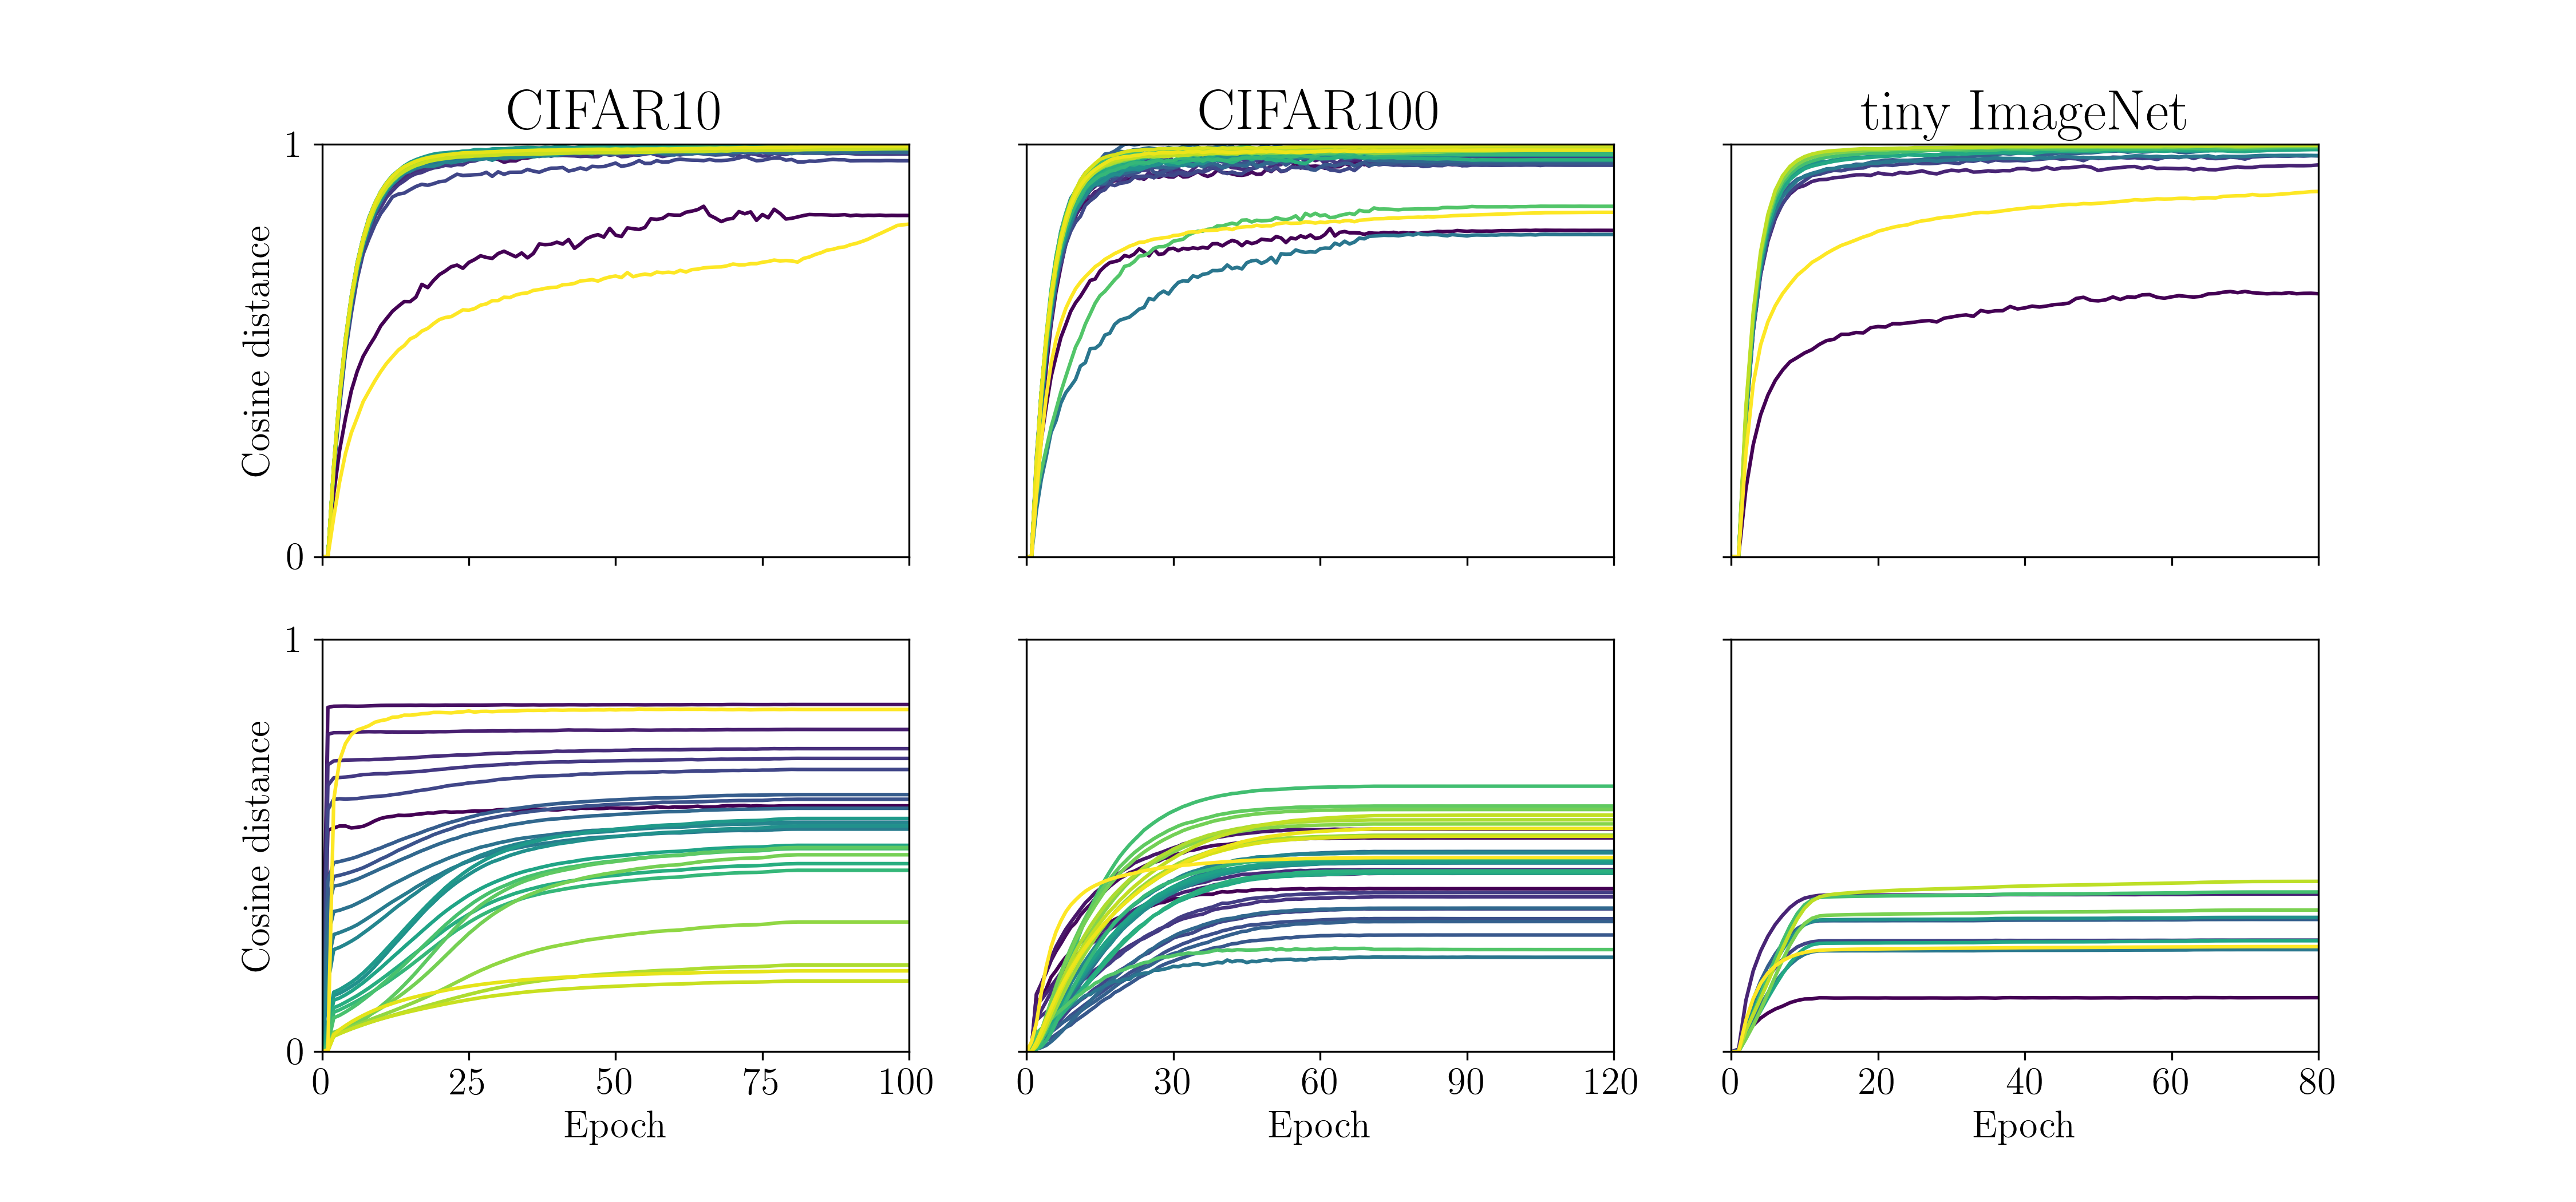 CIFAR10 CIFAR100 tiny ImageNet
1
Cosine distance
0
1
Cosine distance
0
0 25 50 75 100 0 30 60 90 120 0 20 40 60 80
Epoch Epoch Epoch